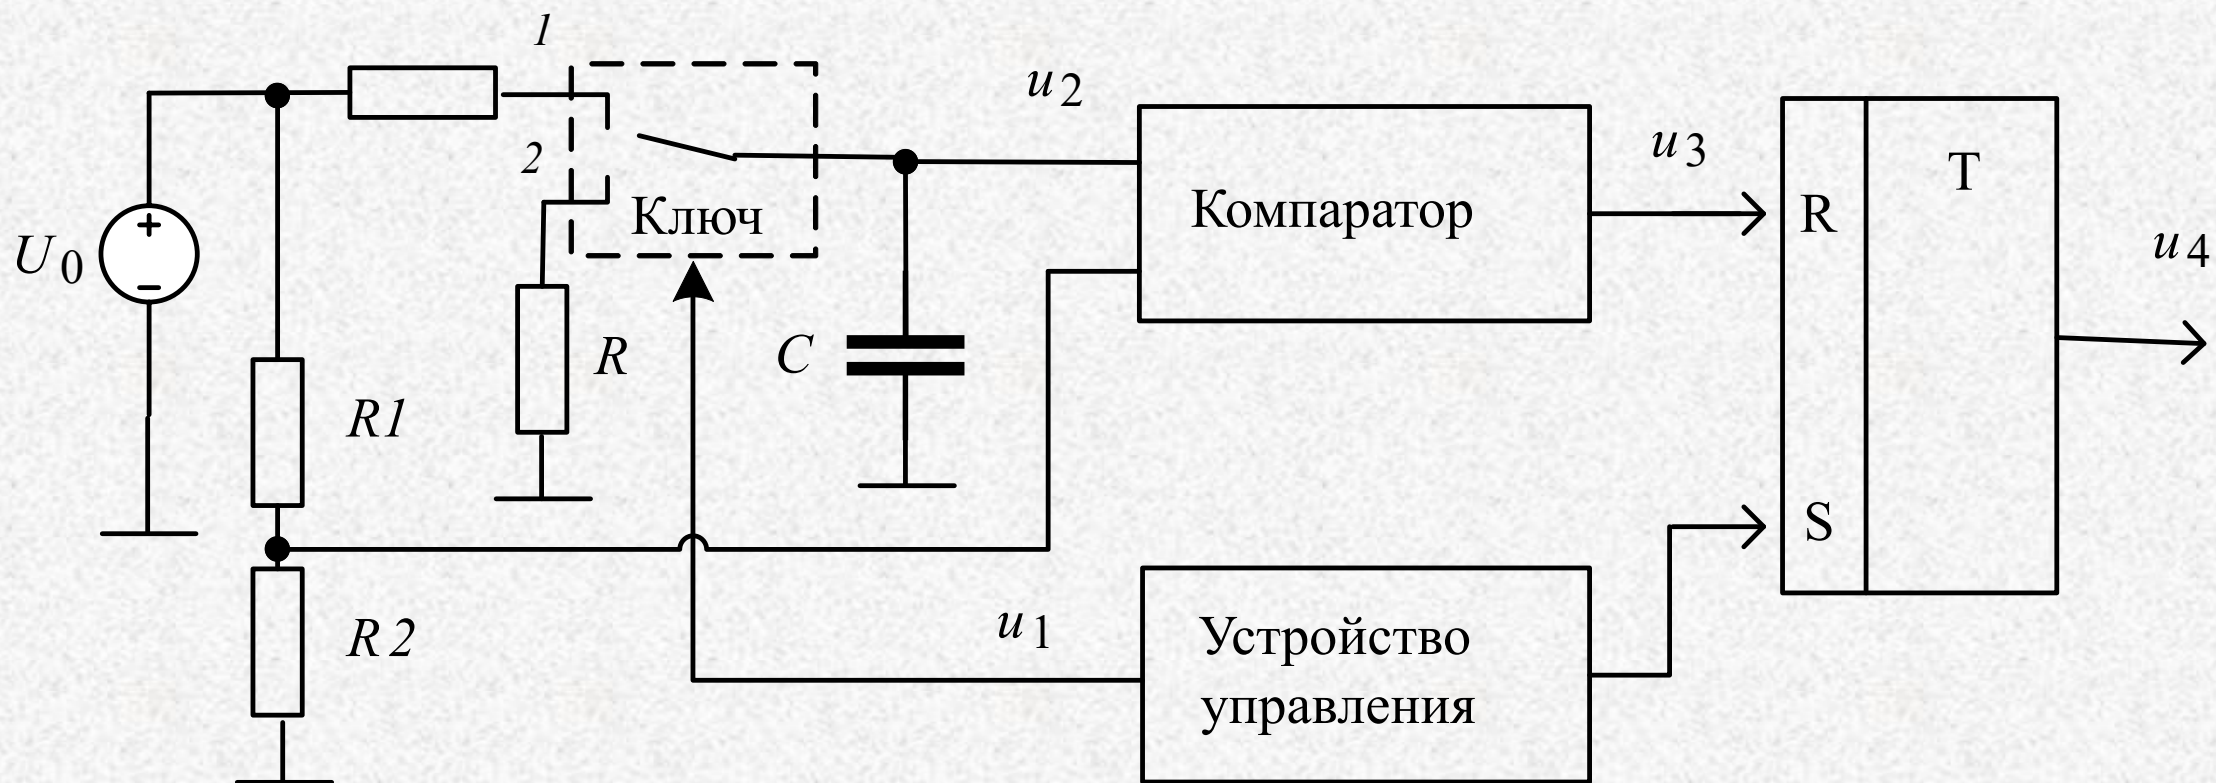 1
u2
u3
T
2
Ключ
Компаратор
R
u4
U0
+
−
R
C
R1
S
u1
Устройство
управления
R2